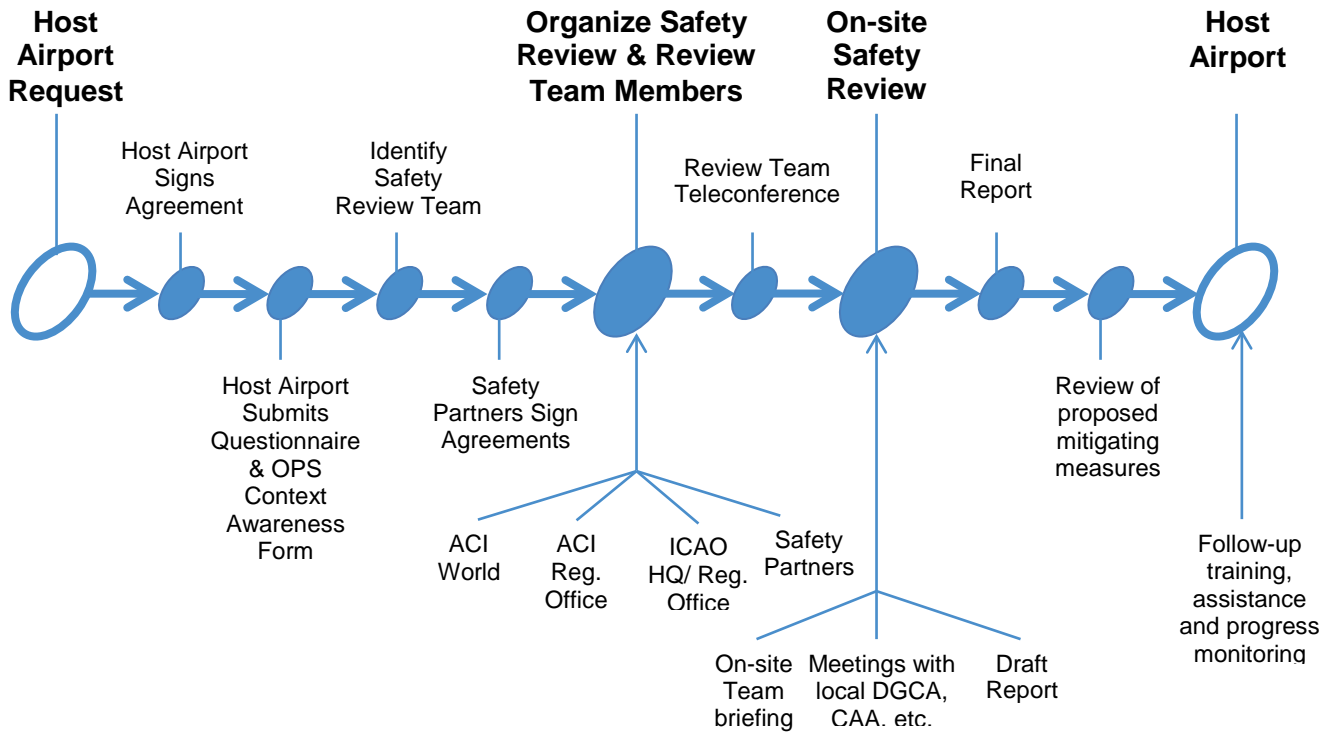 Host
Airport
Request
Organize Safety
Review & Review
Team Members
On-site
Safety
Review
Host
Airport
Host Airport
Signs
Agreement
Identify
Safety
Review Team
Review Team
Teleconference
Final
Report
Host Airport
Submits
Questionnaire
& OPS
Context
Awareness
Form
Safety
Partners Sign
Agreements
Review of
proposed
mitigating
measures
ACI
World
ACI
Reg.
Office
ICAO
HQ/ Reg.
Office
Safety
Partners
Follow-up
training,
assistance
and progress
monitoring
On-site
Team
briefing
Meetings with
local DGCA,
CAA, etc.
Draft
Report